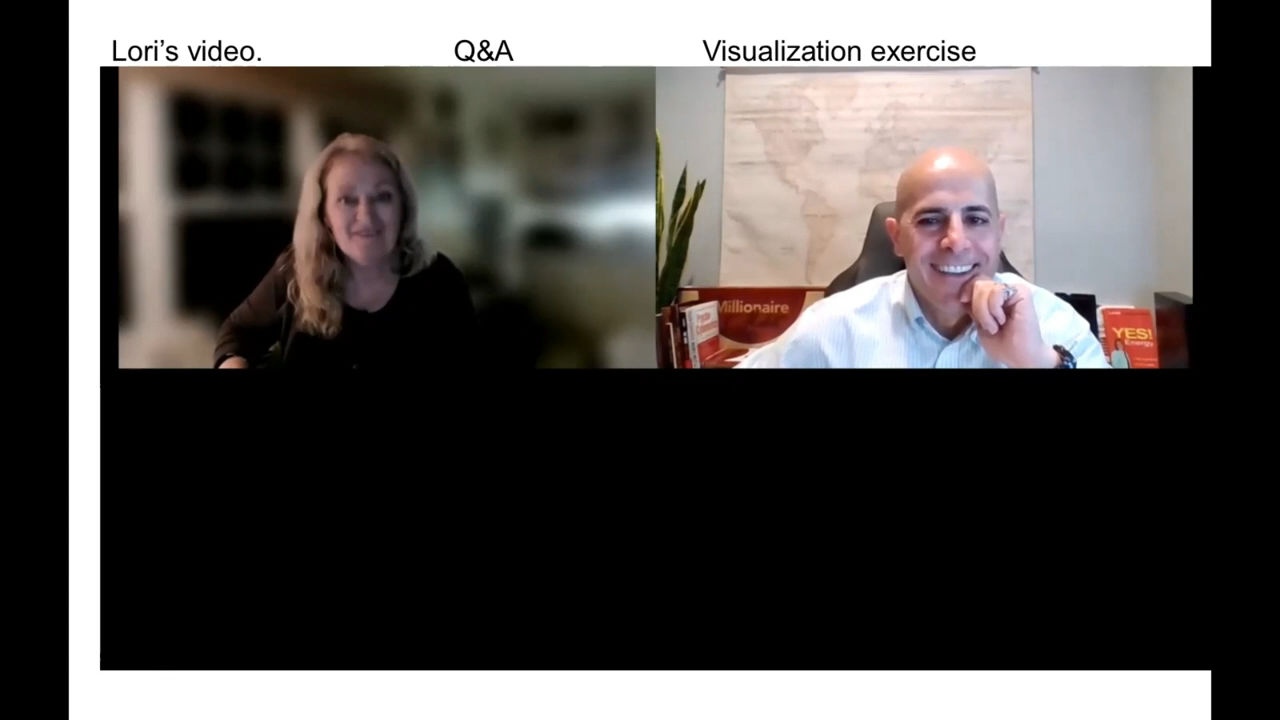 Lori’s video.
Q&A
Visualization exercise
Millionaire
YES!
Energy